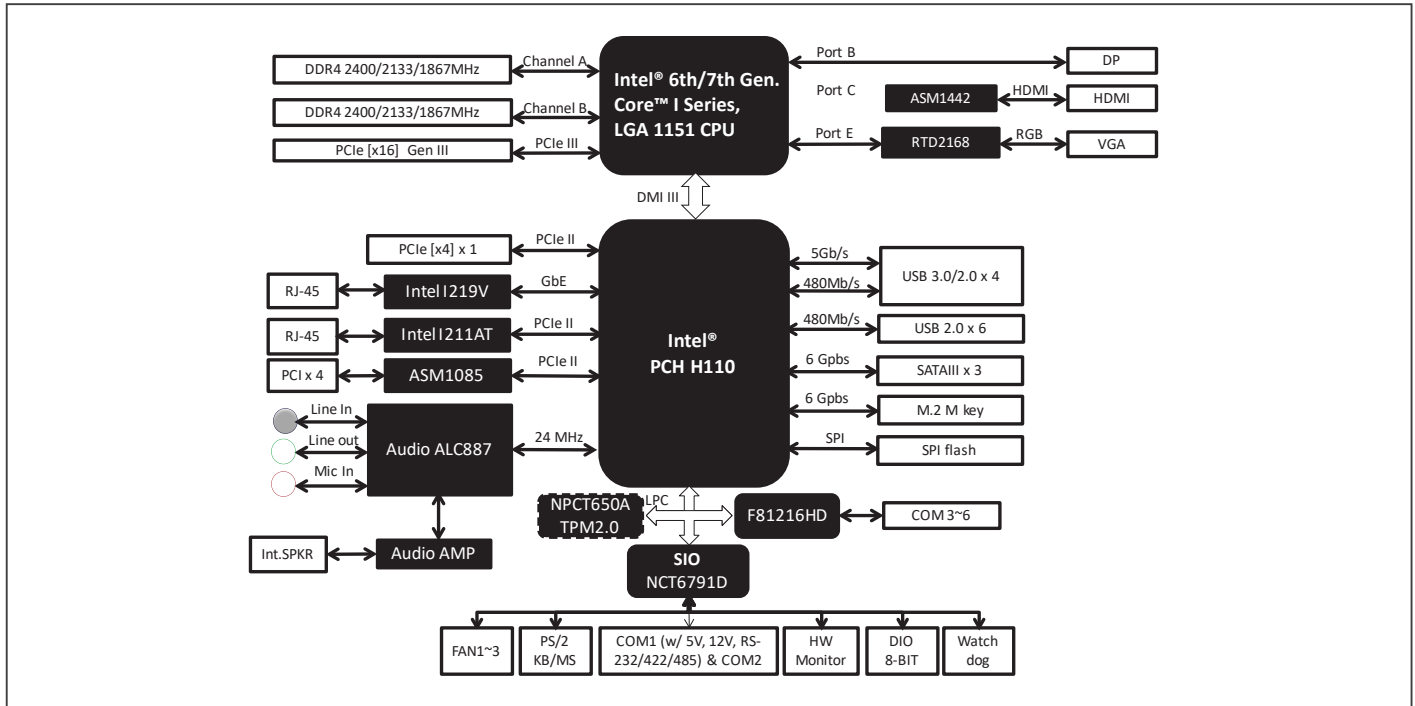 DDR4 2400/2133/1867MHz
Channel A
DDR4 2400/2133/1867MHz
Channel B
PCIe [x16] Gen III
PCIe III
Intel® 6th/7th Gen.
Core™ I Series,
LGA 1151 CPU
Port B
DP
Port C
ASM1442
HDMI
HDMI
Port E
RTD2168
RGB
VGA
DMI III
PCIe [x4] x 1
PCIe II
RJ-45
Intel I219V
GbE
RJ-45
Intel I211AT
PCIe II
PCI x 4
ASM1085
PCIe II
Line In
Line out
Mic In
Audio ALC887
24 MHz
Int.SPKR
Audio AMP
Intel®
PCH H110
5Gb/s
480Mb/s
USB 3.0/2.0 x 4
480Mb/s
USB 2.0 x 6
6 Gpbs
SATAIII x 3
6 Gpbs
M.2 M key
SPI
SPI flash
NPCT650A
TPM2.0
LPC
F81216HD
COM 3~6
SIO
NCT6791D
FAN1~3
PS/2
KB/MS
COM1 (w/ 5V, 12V, RS-
232/422/485) & COM2
HW
Monitor
DIO
8-BIT
Watch
dog